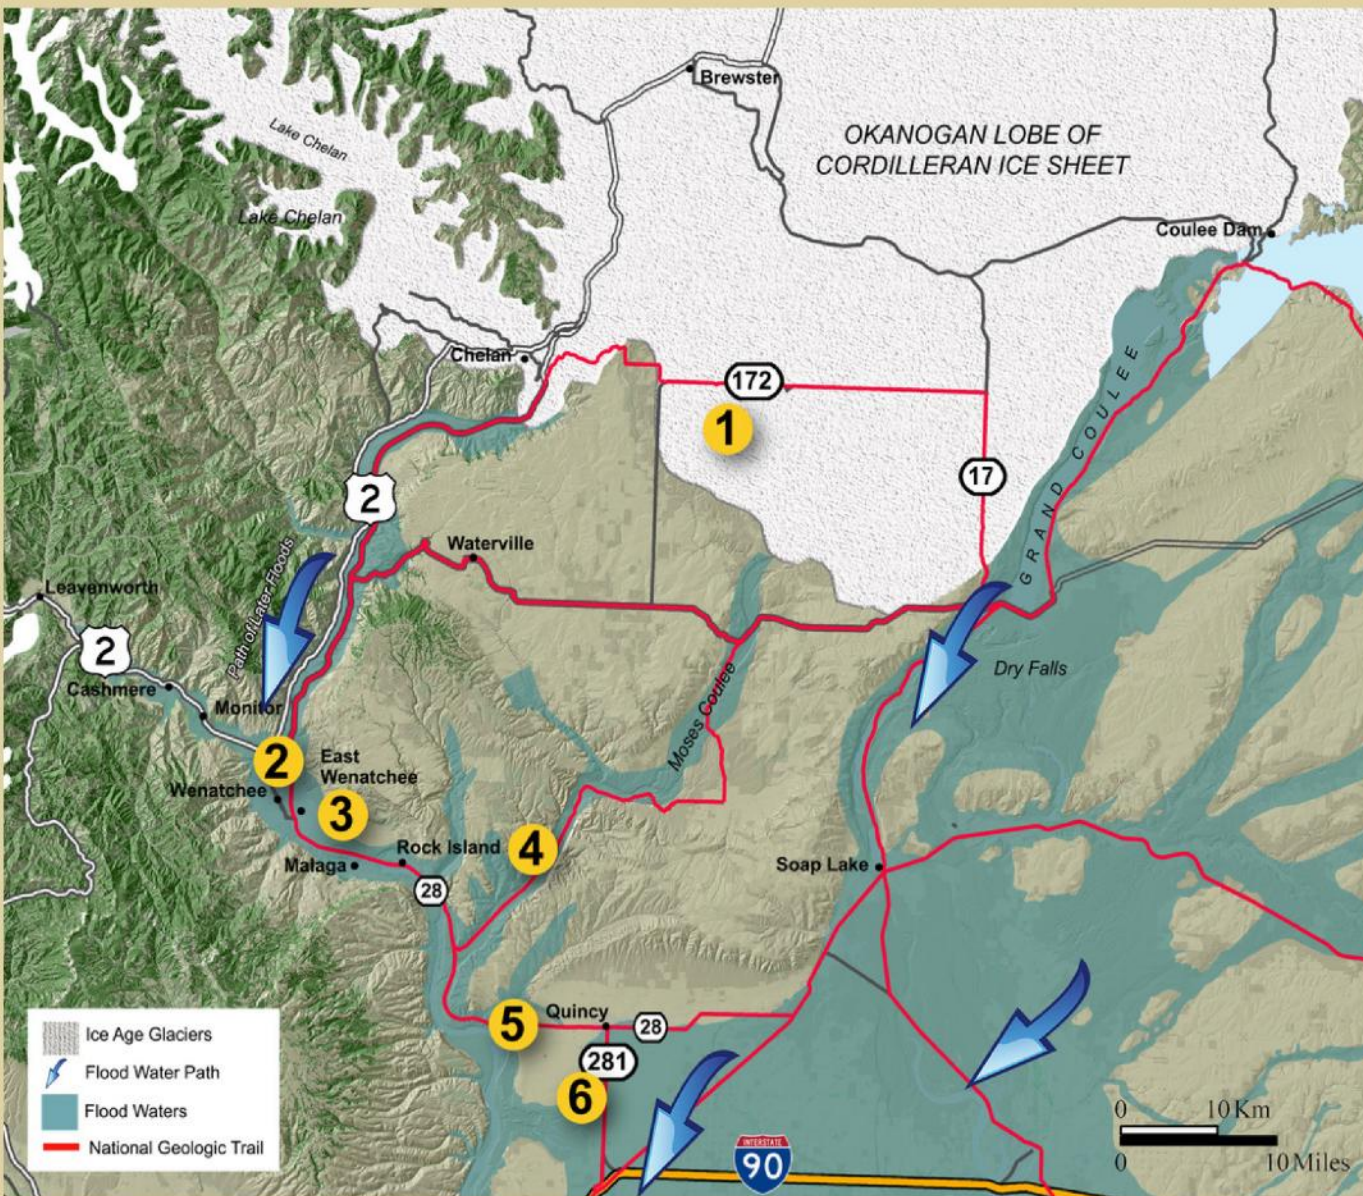 Brewster
OKANOGAN LOBE OF
CORDILLERAN ICE SHEET
Lake Chelan
Lake Chelan
Coulee Dam
Chelan
172
1
17
2
GRAND COULEE
Waterville
Path of Later Floods
Leavenworth
2
Cashmere
Monitor
Dry Falls
Moses Coulee
2
East
Wenatchee
Wenatchee
3
4
Rock Island
Malaga
Soap Lake
28
5
Quincy
28
281
6
Ice Age Glaciers
Flood Water Path
Flood Waters
National Geologic Trail
INTERSTATE
90
0 10 Km
0 10 Miles